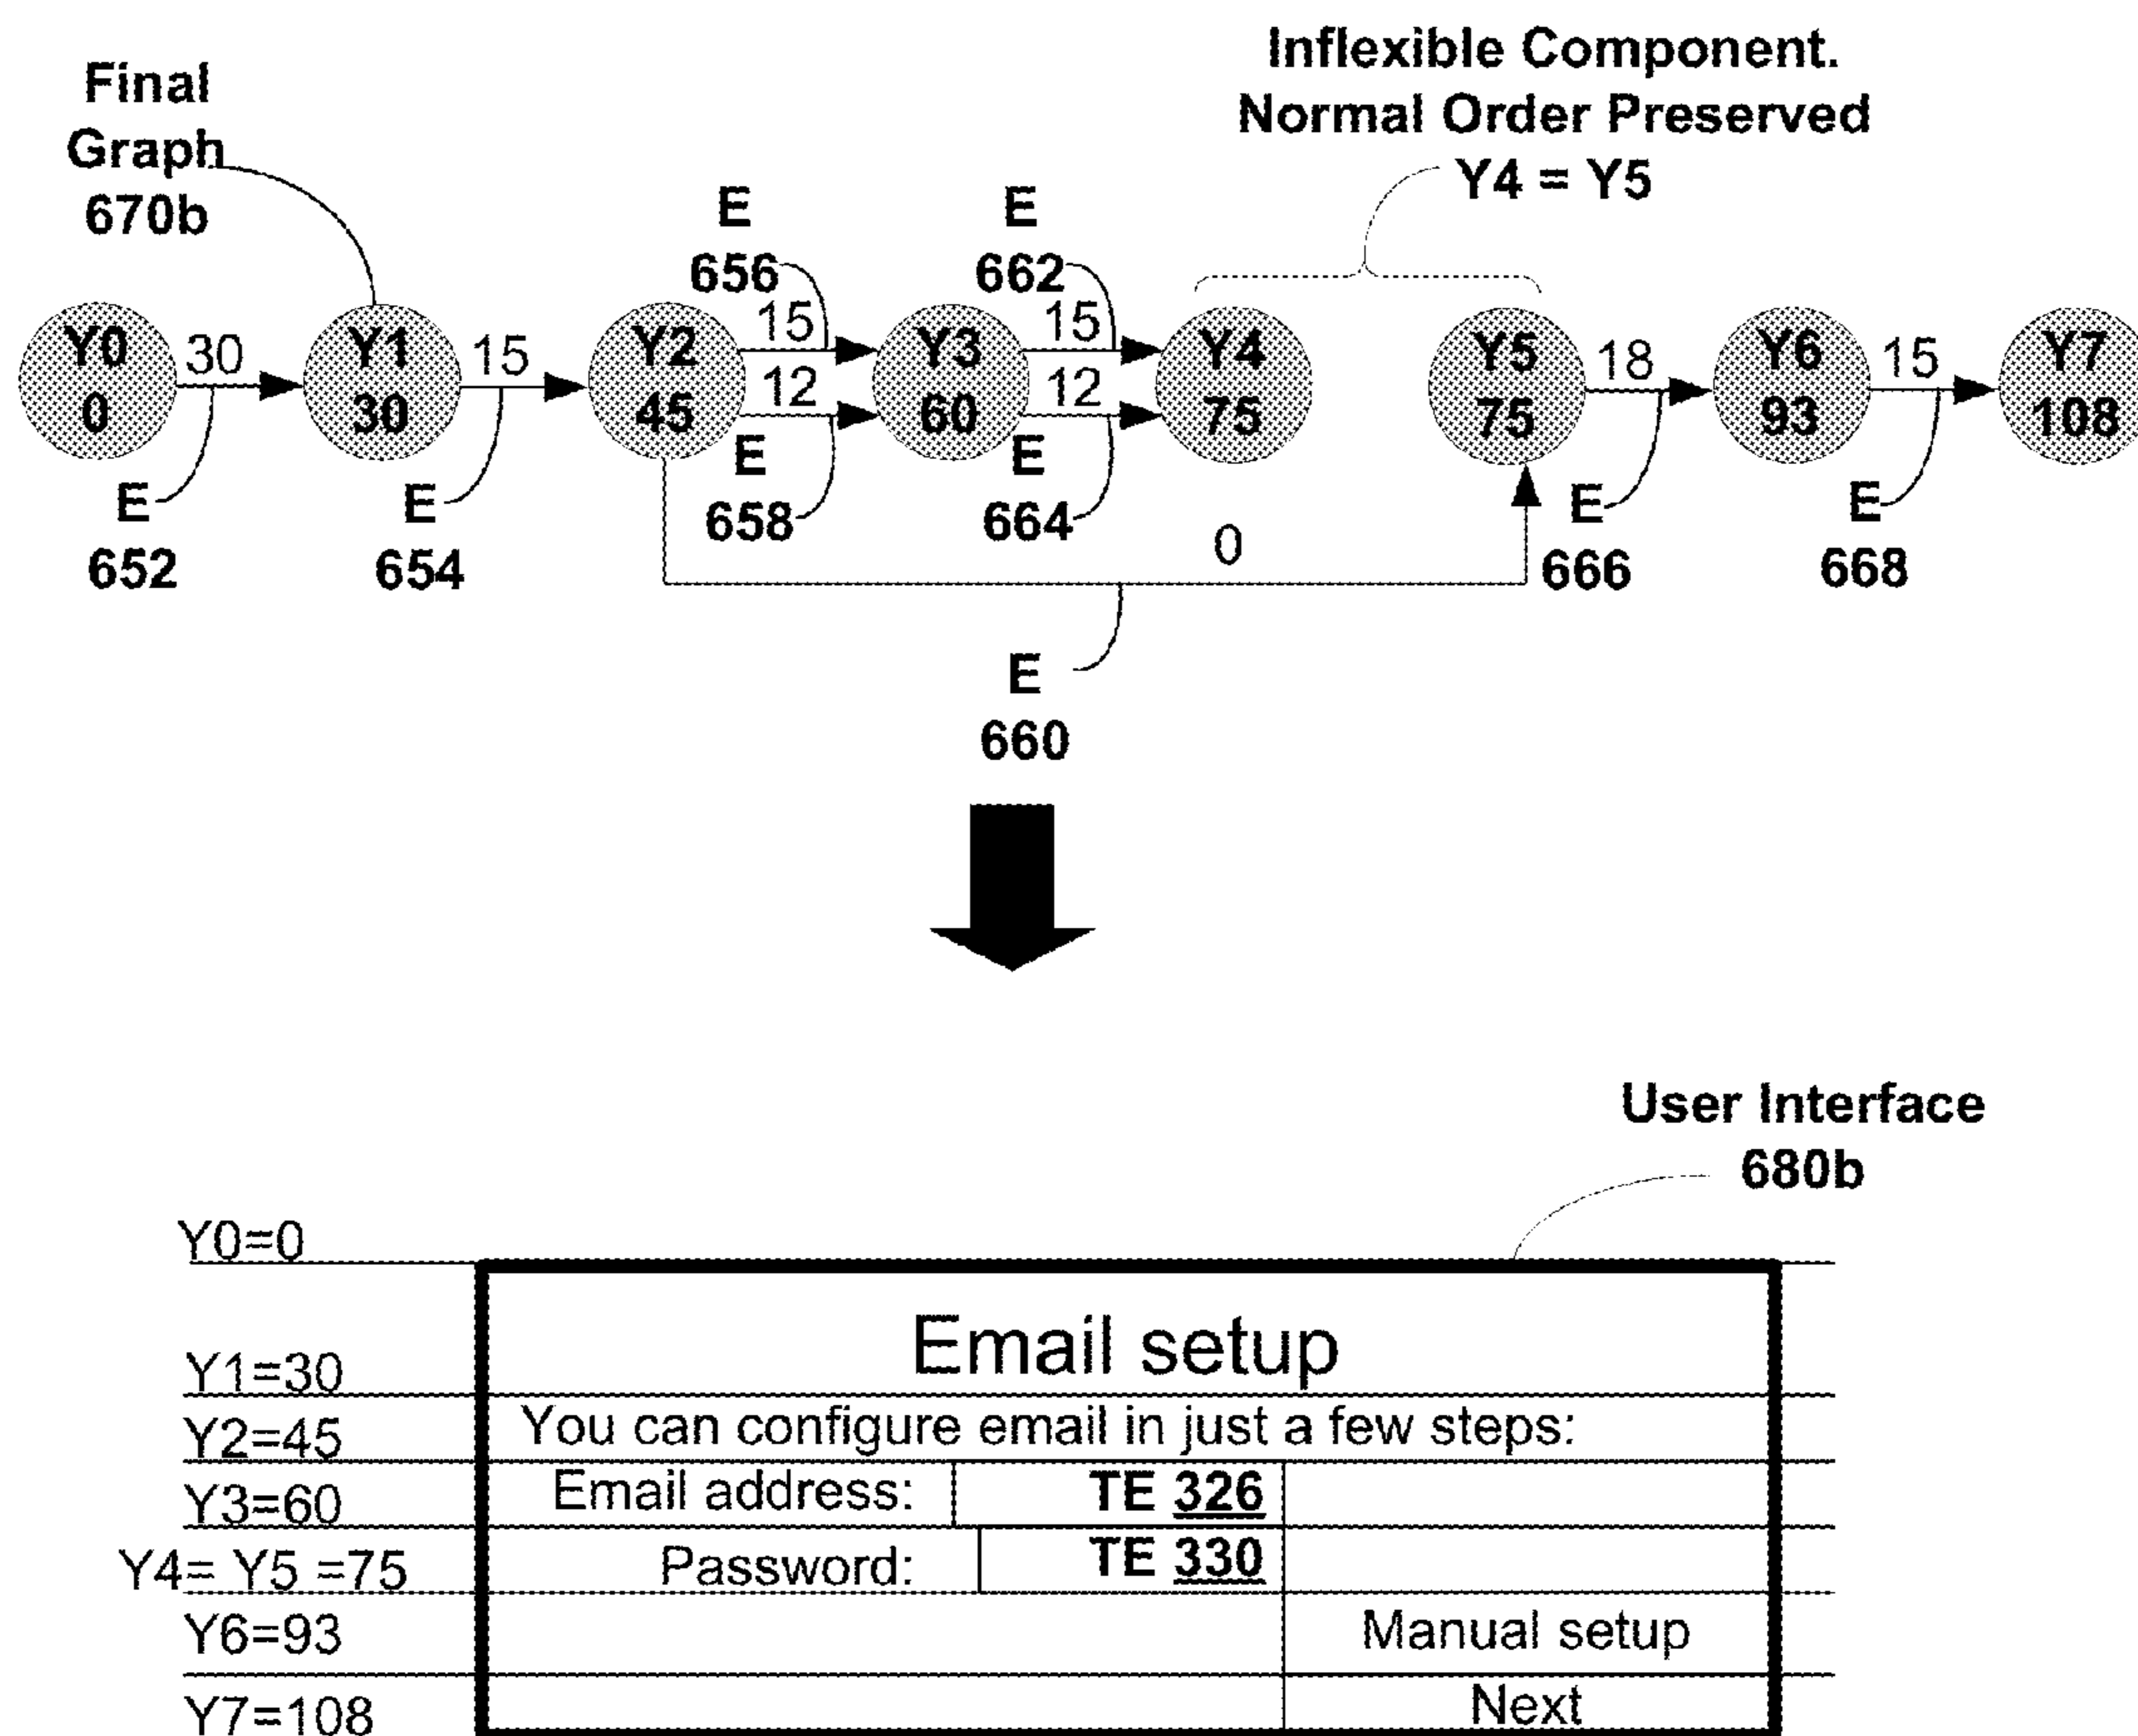 Final
Graph
670b
Inflexible Component.
Normal Order Preserved
Y4 = Y5
E
656
E
662
Y0
0
30
Y1
30
15
Y2
45
15
12
Y3
60
15
12
Y4
75
Y5
75
18
Y6
93
15
Y7
108
E
652
E
654
E
658
E
664
0
E
666
E
668
E
660
User Interface
680b
Y0=0
Email setup
Y1=30
You can configure email in just a few steps:
Y2=45
Email address: TE 326
Y3=60
Password: TE 330
Y4= Y5 =75
Manual setup
Y6=93
Next
Y7=108